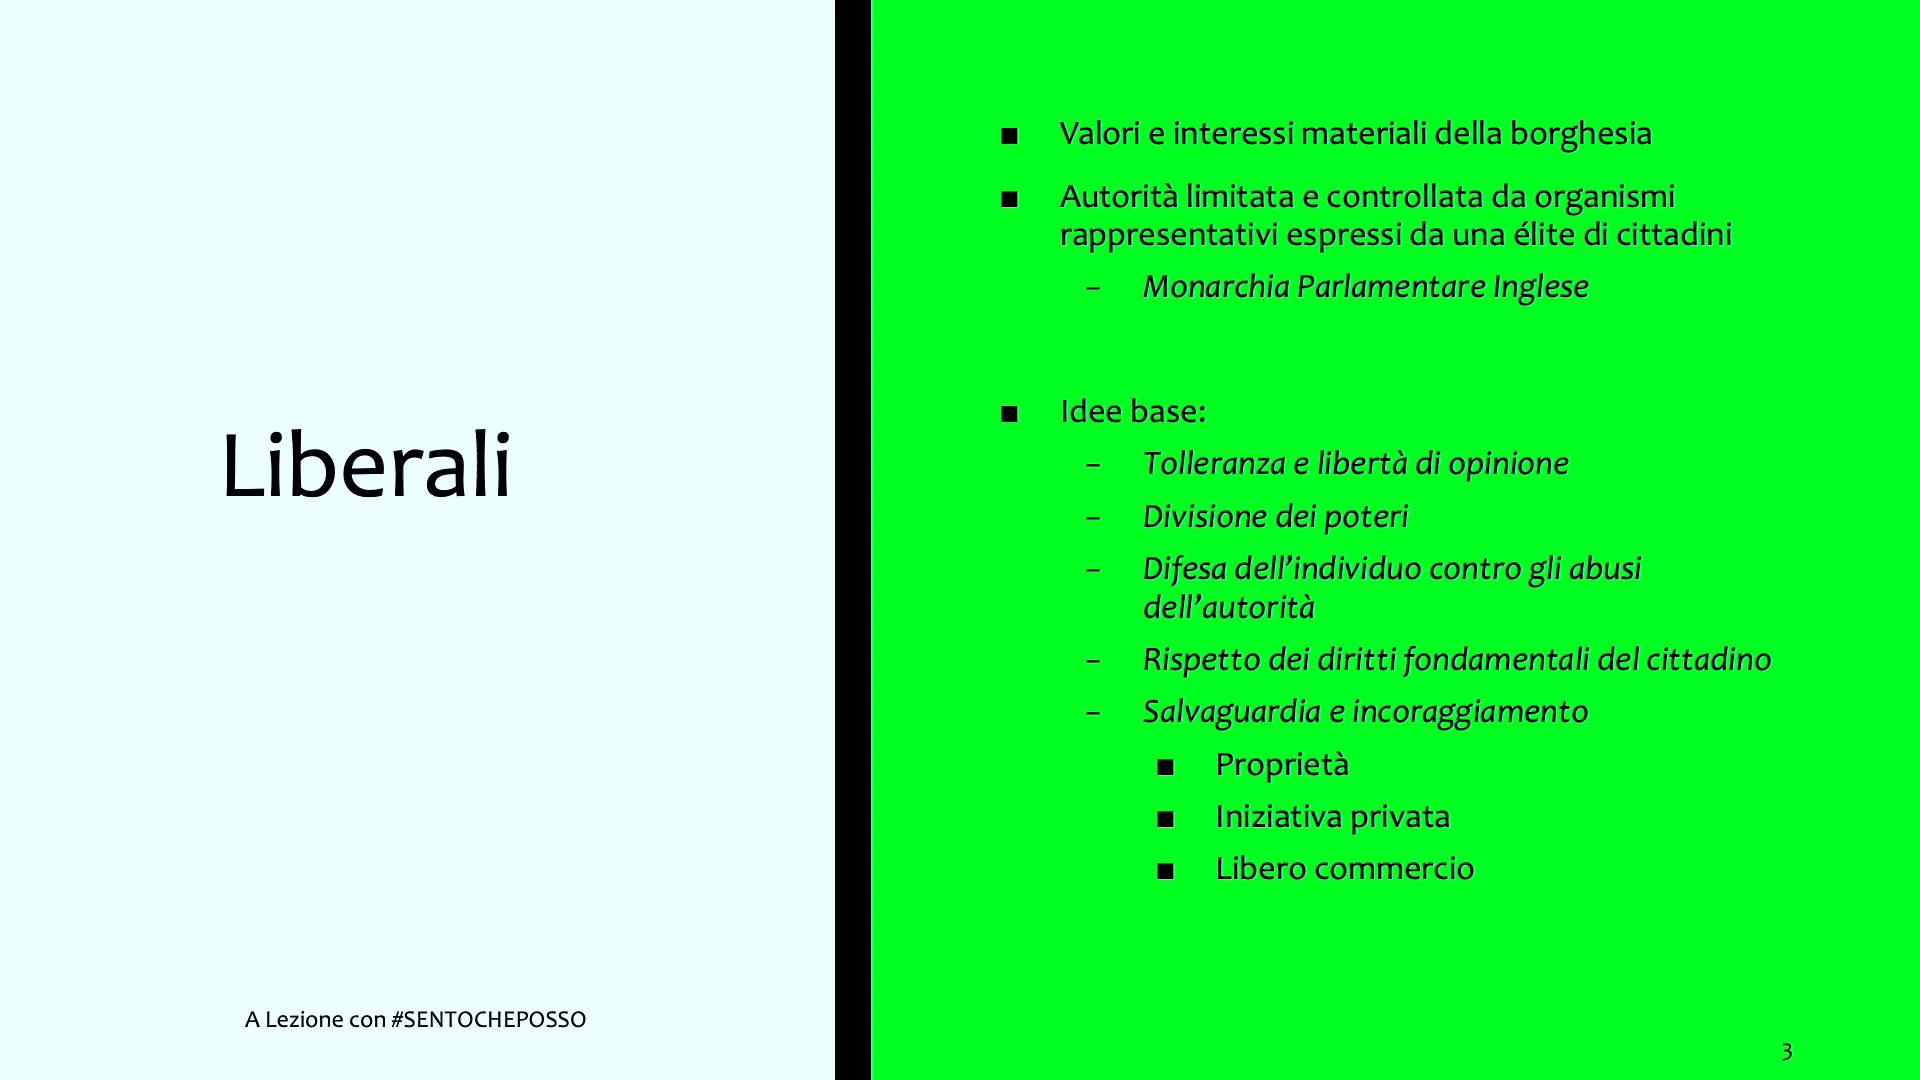 Liberali
A Lezione con #SENTOCHEPOSSO
■ Valori e interessi materiali della borghesia
■ Autorità limitata e controllata da organismi
rappresentativi espressi da una élite di cittadini
– Monarchia Parlamentare Inglese
■ Idee base:
– Tolleranza e libertà di opinione
– Divisione dei poteri
– Difesa dell’individuo contro gli abusi
dell’autorità
– Rispetto dei diritti fondamentali del cittadino
– Salvaguardia e incoraggiamento
■ Proprietà
■ Iniziativa privata
■ Libero commercio
3